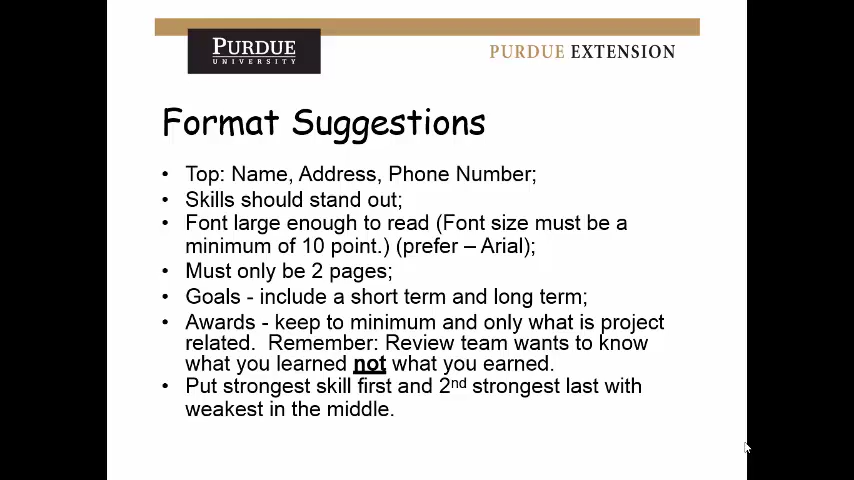 PURDUE
UNIVERSITY
PURDUE EXTENSION
Format Suggestions
• Top: Name, Address, Phone Number;
• Skills should stand out;
• Font large enough to read (Font size must be a
minimum of 10 point.) (prefer – Arial);
• Must only be 2 pages;
• Goals - include a short term and long term;
• Awards - keep to minimum and only what is project
related.  Remember: Review team wants to know
what you learned not what you earned.
• Put strongest skill first and 2nd strongest last with
weakest in the middle.